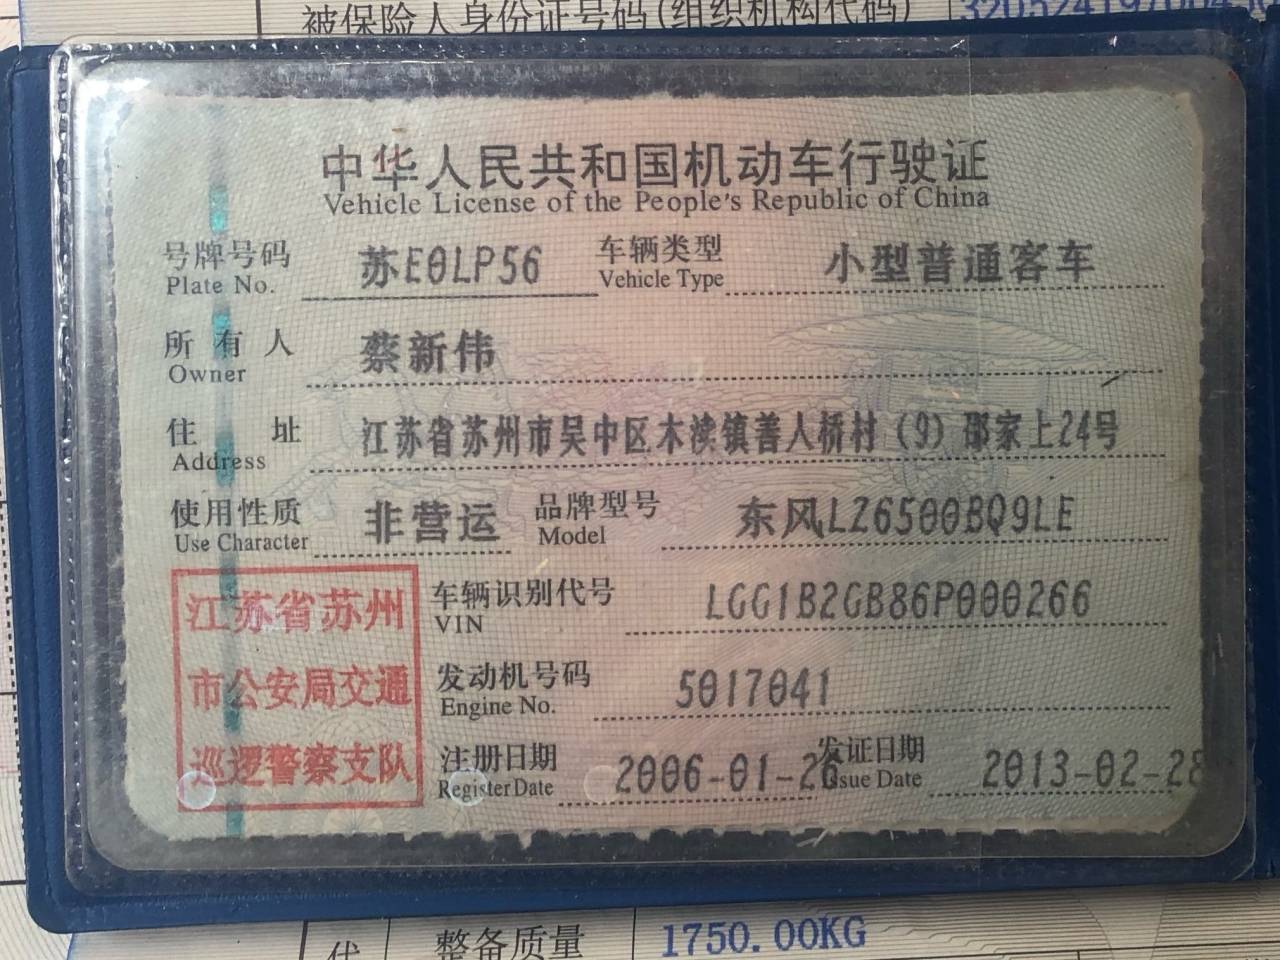 被保险人身份证号码(组织机构代码)
中华人民共和国机动车行驶证
Vehicle License of the People's Republic of China
号牌号码 苏E0LP56 车辆类型 小型普通客车
Plate No. Vehicle Type
所有人 蔡新伟
Owner
住址 江苏省苏州市吴中区木渎镇善人桥村（9）邵家上24号
Address
使用性质 非营运 品牌型号 东风LZ6500BQ9LE
Use Character Model
江苏省苏州
市公安局交通
巡逻警察支队
车辆识别代号 LGG1B2GB86P000266
VIN
发动机号码 5017041
Engine No.
注册日期 2006-01-26 发证日期 2013-02-28
Register Date Issue Date
代 整备质量 1750.00KG